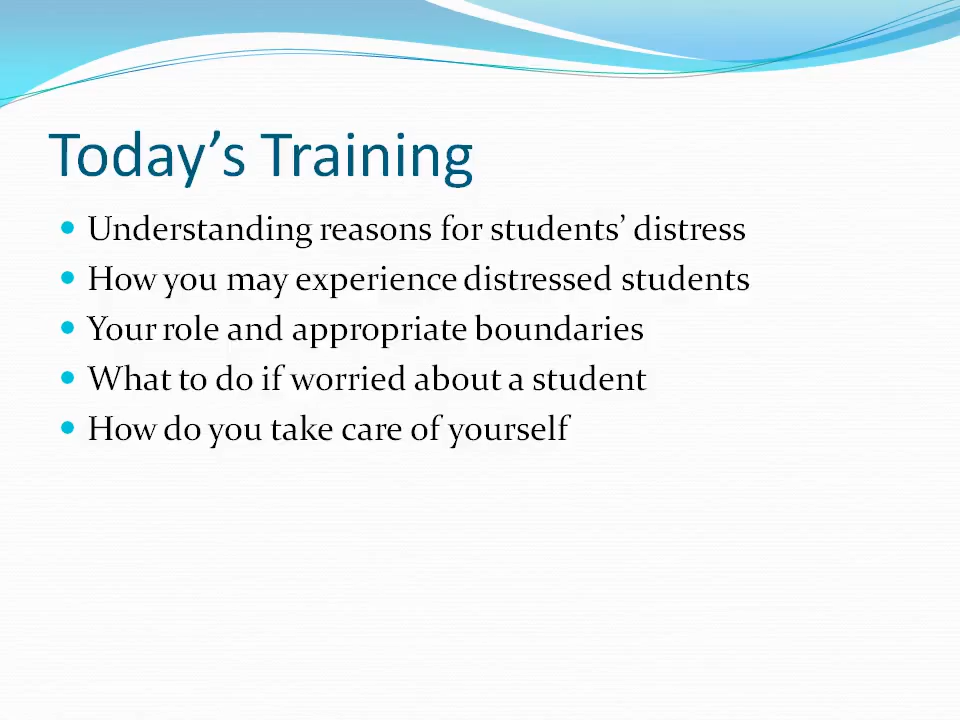 Today’s Training
Understanding reasons for students’ distress
How you may experience distressed students
Your role and appropriate boundaries
What to do if worried about a student
How do you take care of yourself